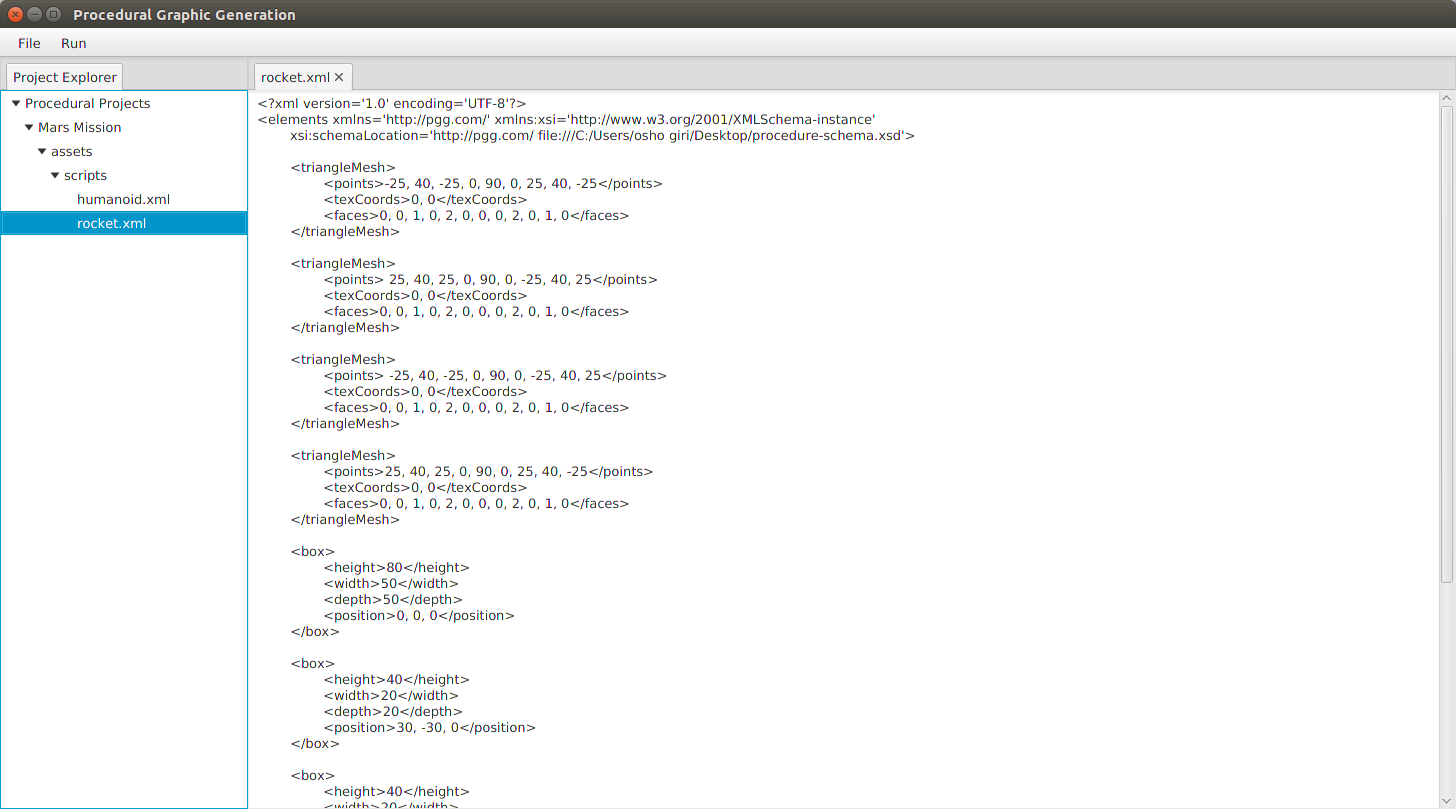 Procedural Graphic Generation
File Run
Project Explorer
rocket.xml
Procedural Projects
Mars Mission
assets
scripts
humanoid.xml
rocket.xml
<?xml version='1.0' encoding='UTF-8'?>
<elements xmlns='http://pgg.com/' xmlns:xsi='http://www.w3.org/2001/XMLSchema-instance'
xsi:schemaLocation='http://pgg.com/ file:///C:/Users/osho giri/Desktop/procedure-schema.xsd'>
<triangleMesh>
<points>-25, 40, -25, 0, 90, 0, 25, 40, -25</points>
<texCoords>0, 0</texCoords>
<faces>0, 0, 1, 0, 2, 0, 0, 0, 2, 0, 1, 0</faces>
</triangleMesh>
<triangleMesh>
<points> 25, 40, 25, 0, 90, 0, -25, 40, 25</points>
<texCoords>0, 0</texCoords>
<faces>0, 0, 1, 0, 2, 0, 0, 0, 2, 0, 1, 0</faces>
</triangleMesh>
<triangleMesh>
<points> -25, 40, -25, 0, 90, 0, -25, 40, 25</points>
<texCoords>0, 0</texCoords>
<faces>0, 0, 1, 0, 2, 0, 0, 0, 2, 0, 1, 0</faces>
</triangleMesh>
<triangleMesh>
<points>25, 40, 25, 0, 90, 0, 25, 40, -25</points>
<texCoords>0, 0</texCoords>
<faces>0, 0, 1, 0, 2, 0, 0, 0, 2, 0, 1, 0</faces>
</triangleMesh>
<box>
<height>80</height>
<width>50</width>
<depth>50</depth>
<position>0, 0, 0</position>
</box>
<box>
<height>40</height>
<width>20</width>
<depth>20</depth>
<position>30, -30, 0</position>
</box>
<box>
<height>40</height>
<width>20</width>